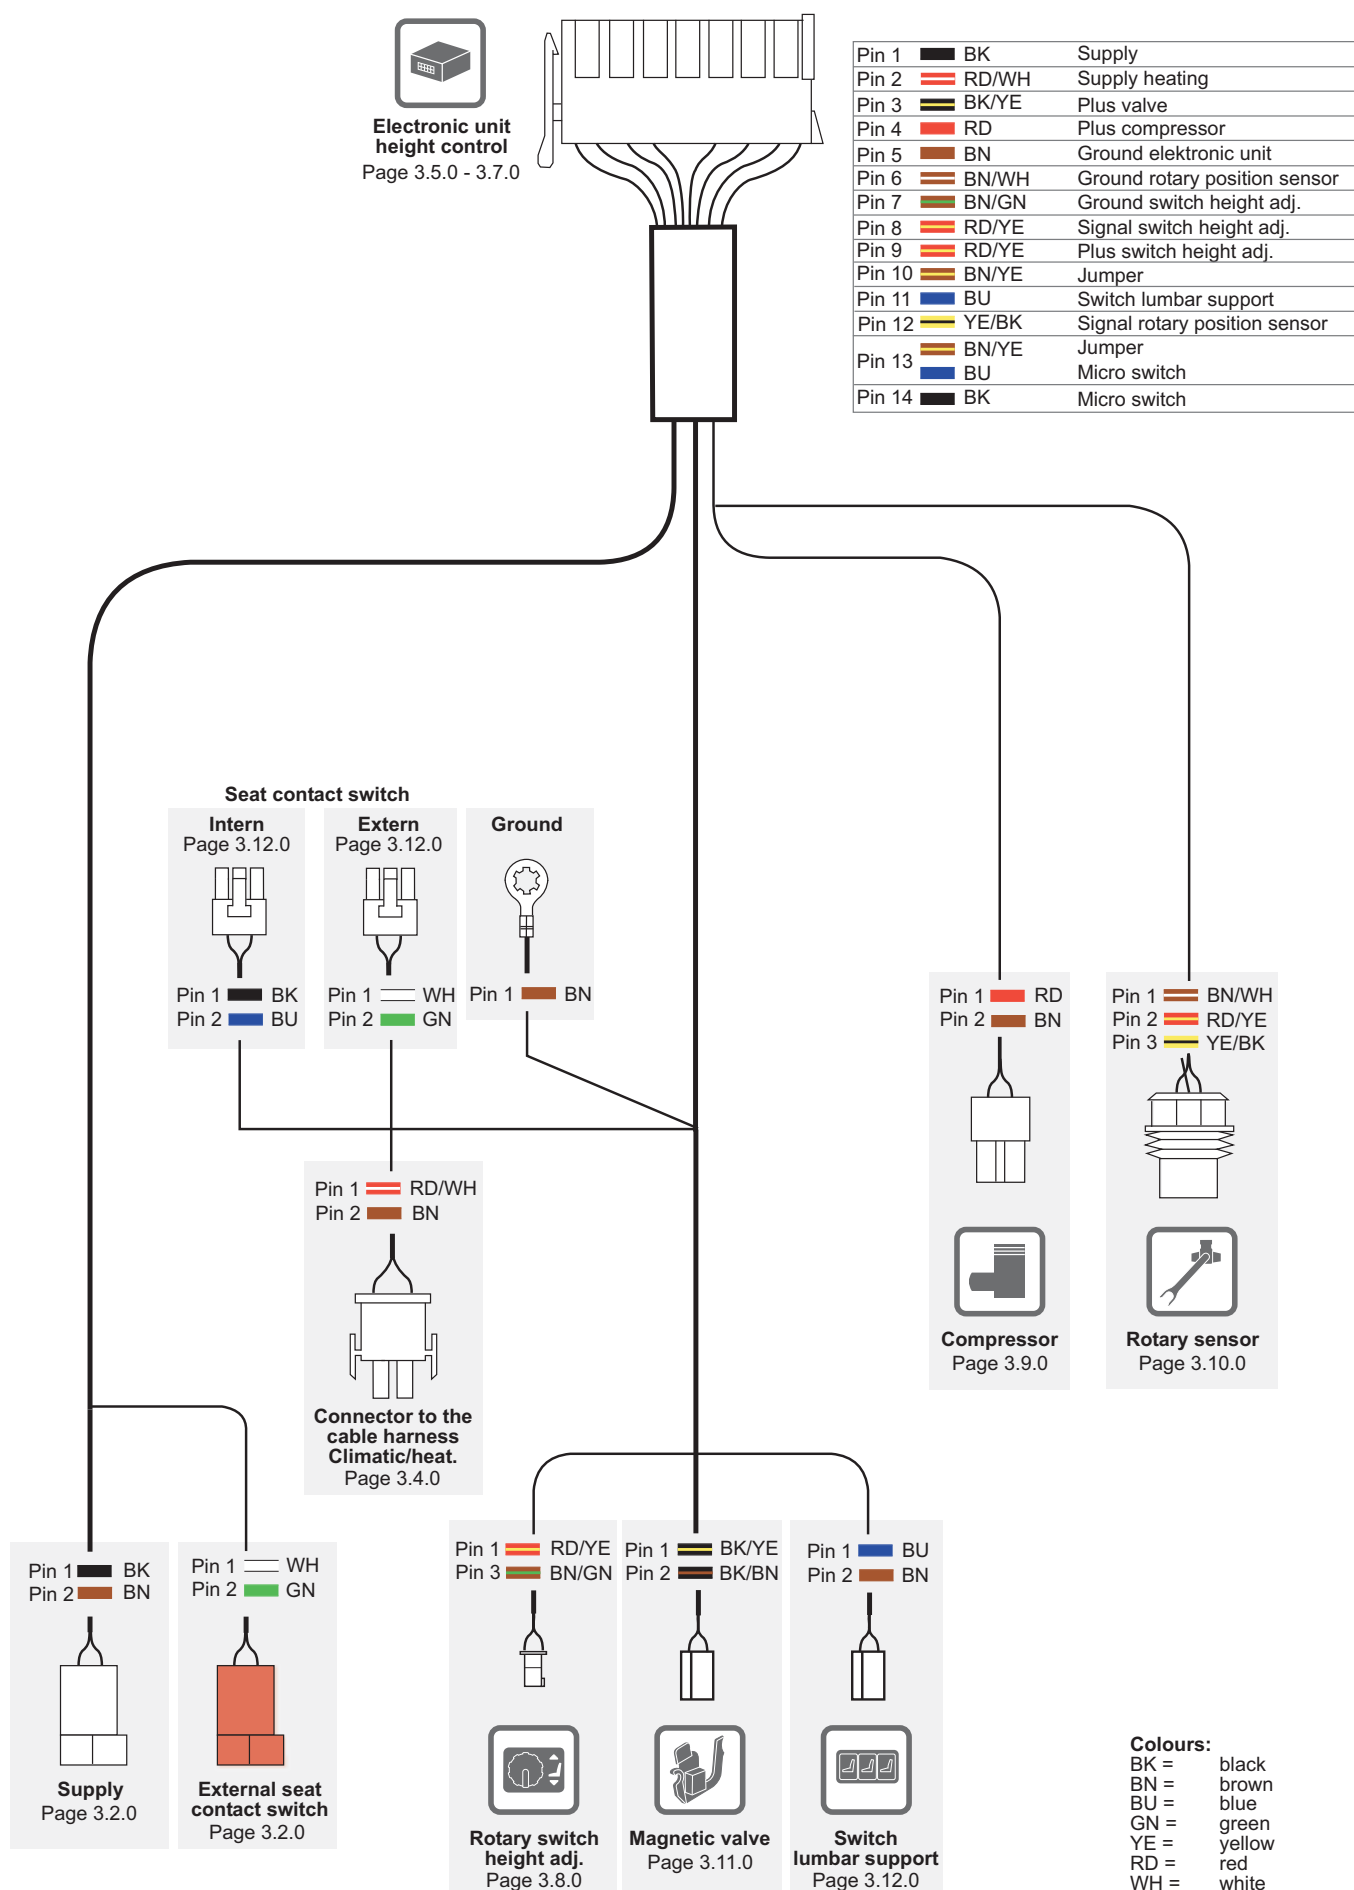 Electronic unit
height control
Page 3.5.0 - 3.7.0
Pin 1 BK Supply
Pin 2 RD/WH Supply heating
Pin 3 BK/YE Plus valve
Pin 4 RD Plus compressor
Pin 5 BN Ground elektronic unit
Pin 6 BN/WH Ground rotary position sensor
Pin 7 BN/GN Ground switch height adj.
Pin 8 RD/YE Signal switch height adj.
Pin 9 RD/YE Plus switch height adj.
Pin 10 BN/YE Jumper
Pin 11 BU Switch lumbar support
Pin 12 YE/BK Signal rotary position sensor
Pin 13 BN/YE Jumper
BU Micro switch
Pin 14 BK Micro switch
Seat contact switch
Intern
Page 3.12.0
Pin 1 BK
Pin 2 BU
Extern
Page 3.12.0
Pin 1 WH
Pin 2 GN
Ground
Pin 1 BN
Pin 1 RD
Pin 2 BN
Compressor
Page 3.9.0
Pin 1 BN/WH
Pin 2 RD/YE
Pin 3 YE/BK
Rotary sensor
Page 3.10.0
Pin 1 RD/WH
Pin 2 BN
Connector to the
cable harness
Climatic/heat.
Page 3.4.0
Pin 1 BK
Pin 2 BN
Supply
Page 3.2.0
Pin 1 WH
Pin 2 GN
External seat
contact switch
Page 3.2.0
Pin 1 RD/YE
Pin 3 BN/GN
Rotary switch
height adj.
Page 3.8.0
Pin 1 BK/YE
Pin 2 BK/BN
Magnetic valve
Page 3.11.0
Pin 1 BU
Pin 2 BN
Switch
lumbar support
Page 3.12.0
Colours:
BK = black
BN = brown
BU = blue
GN = green
YE = yellow
RD = red
WH = white